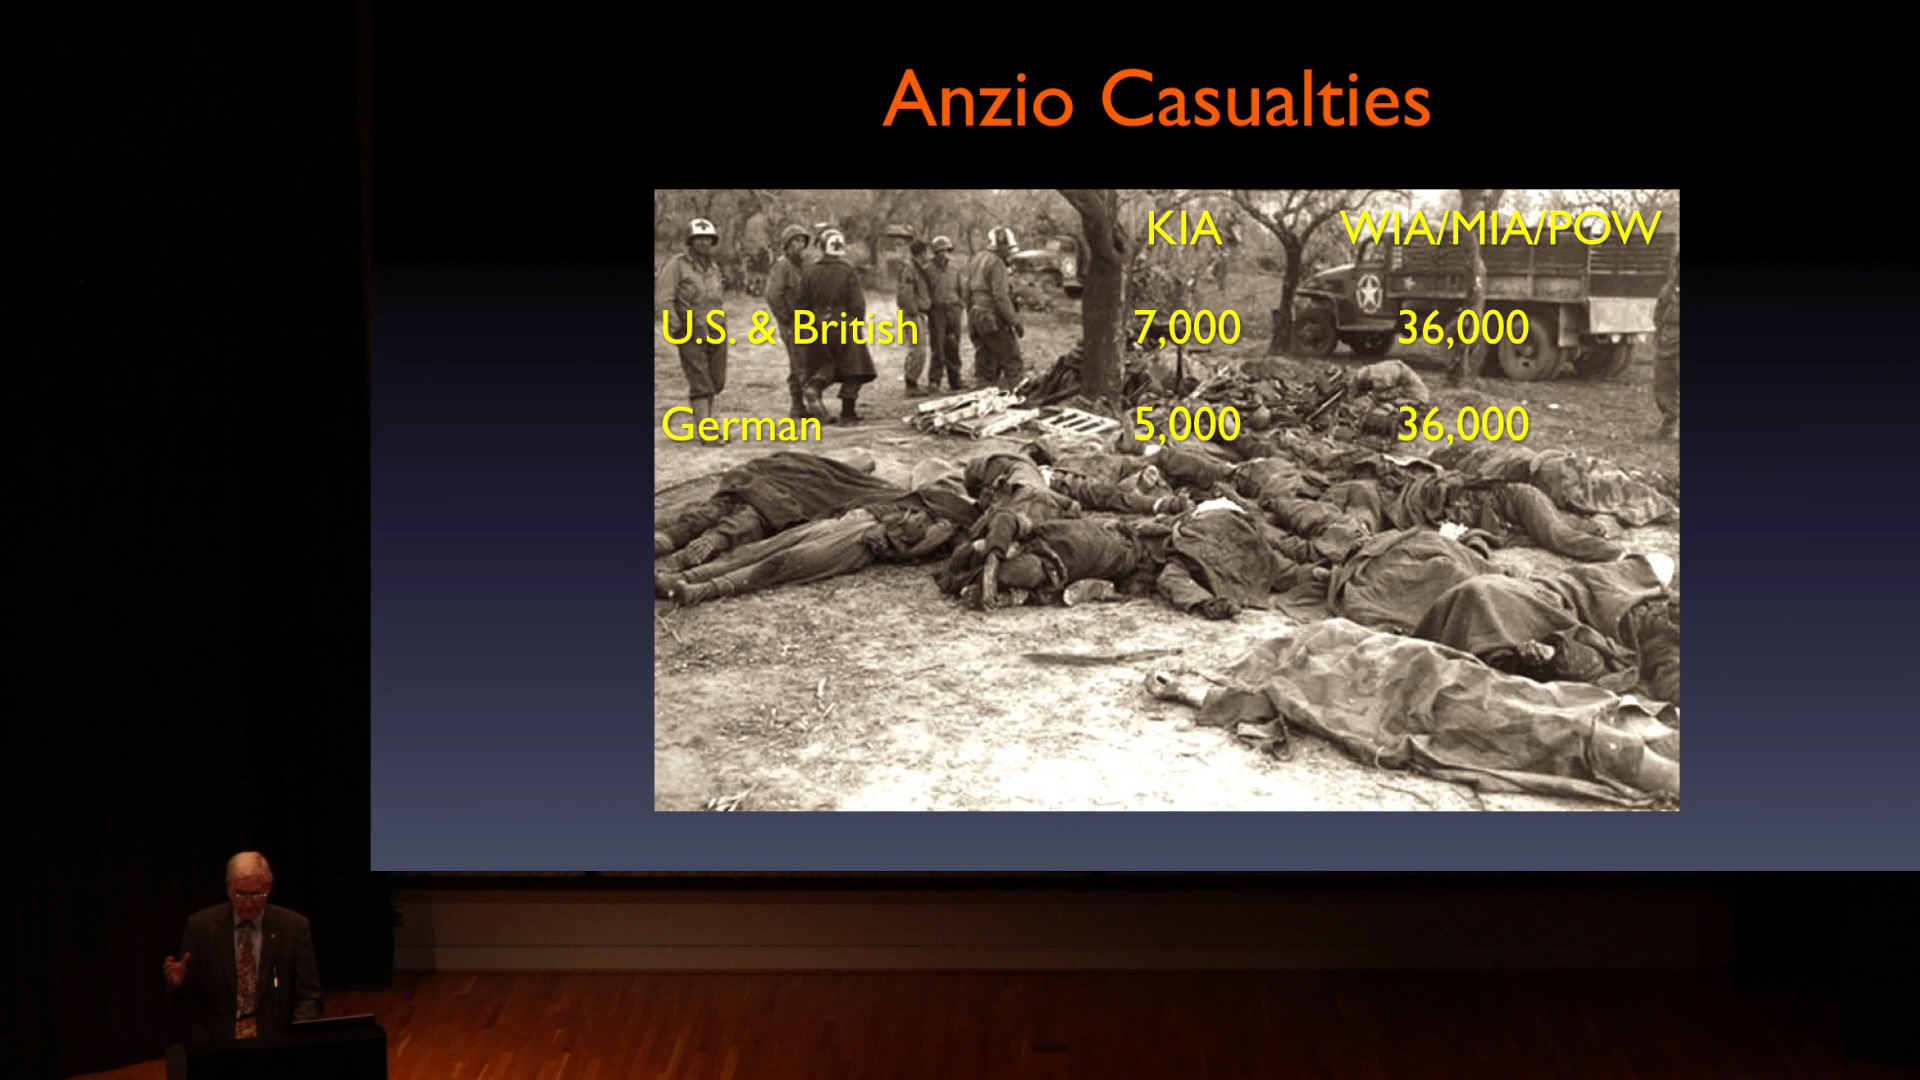 Anzio Casualties
KIA WIA/MIA/POW
U.S. & British 7,000 36,000
German 5,000 36,000